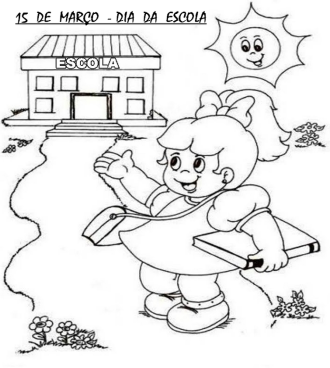 15 DE MARÇO - DIA DA ESCOLA
ESCOLA